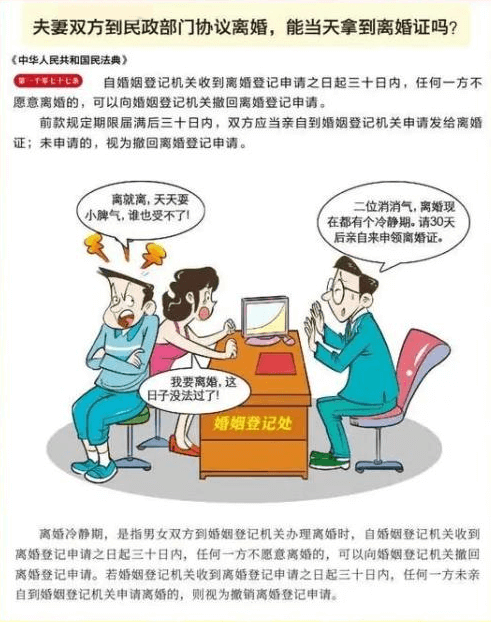 夫妻双方到民政部门协议离婚，能当天拿到离婚证吗？
《中华人民共和国民法典》
第一千零七十七条 自婚姻登记机关收到离婚登记申请之日起三十日内，任何一方不
愿意离婚的，可以向婚姻登记机关撤回离婚登记申请。
前款规定期限届满后三十日内，双方应当亲自到婚姻登记机关申请发给离婚
证；未申请的，视为撤回离婚登记申请。
离就离，天天耍
小脾气，谁也受不了！
二位消消气，离婚现
在都有个冷静期。请30天
后亲自来申领离婚证。
我要离婚，这
日子没法过了！
婚姻登记处
离婚冷静期，是指男女双方到婚姻登记机关办理离婚时，自婚姻登记机关收到
离婚登记申请之日起三十日内，任何一方不愿意离婚的，可以向婚姻登记机关撤回
离婚登记申请。若婚姻登记机关收到离婚登记申请之日起三十日内，任何一方未亲
自到婚姻登记机关申请离婚的，则视为撤销离婚登记申请。